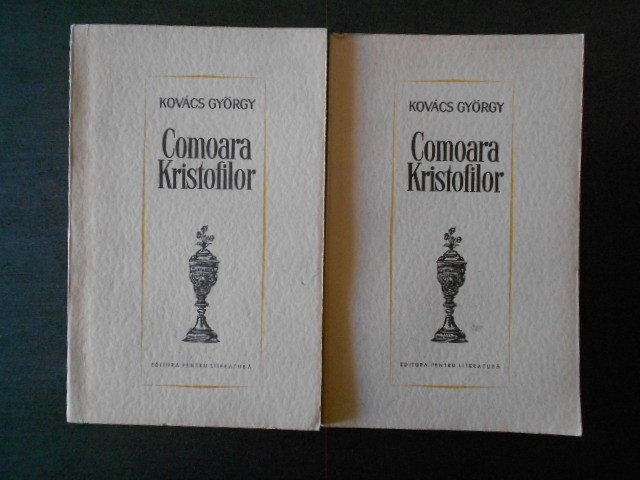 KOVÁCS GYÖRGY
Comoara
Kristofilor
EDITURA PENTRU LITERATURĂ
KOVÁCS GYÖRGY
Comoara
Kristofilor
EDITURA PENTRU LITERATURĂ